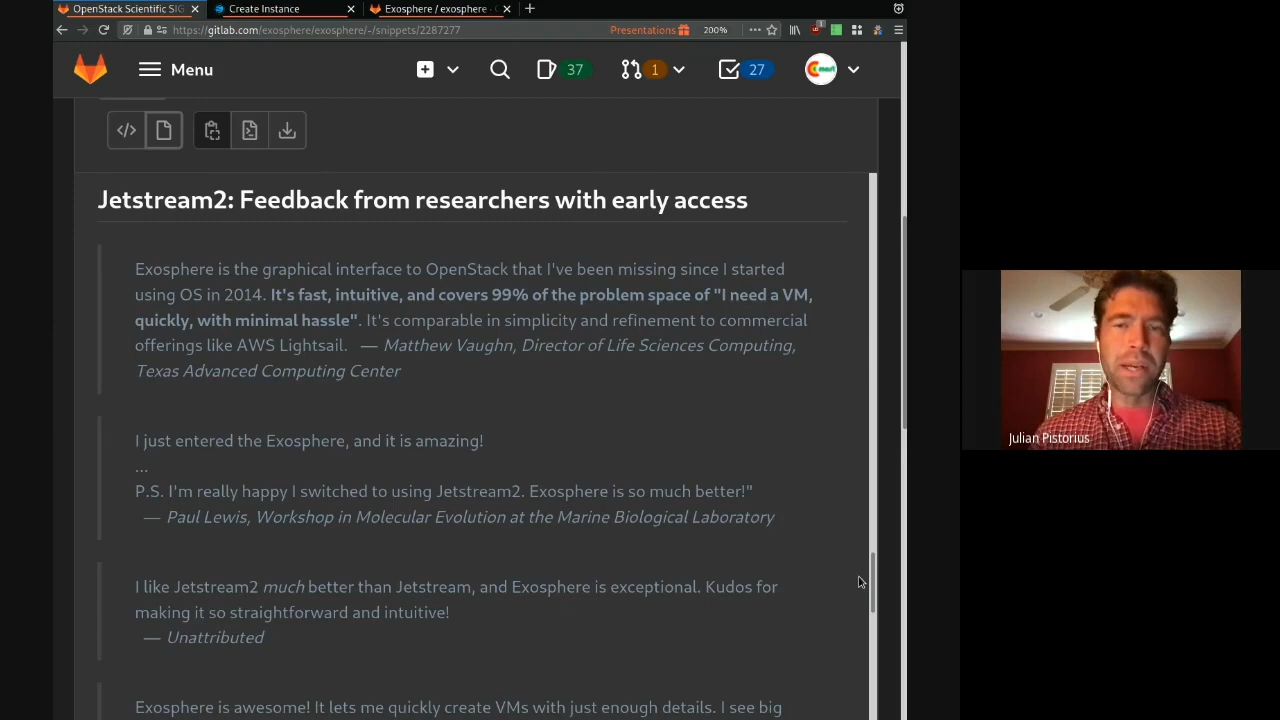 OpenStack Scientific SIG
Create Instance
Exosphere / exosphere ·
https://gitlab.com/exosphere/exosphere/-/snippets/2287277
Presentations
200%
1
Menu
37
1
27
Jetstream2: Feedback from researchers with early access
Exosphere is the graphical interface to OpenStack that I've been missing since I started
using OS in 2014. It's fast, intuitive, and covers 99% of the problem space of "I need a VM,
quickly, with minimal hassle". It's comparable in simplicity and refinement to commercial
offerings like AWS Lightsail. — Matthew Vaughn, Director of Life Sciences Computing,
Texas Advanced Computing Center
I just entered the Exosphere, and it is amazing!
...
P.S. I'm really happy I switched to using Jetstream2. Exosphere is so much better!"
— Paul Lewis, Workshop in Molecular Evolution at the Marine Biological Laboratory
I like Jetstream2 much better than Jetstream, and Exosphere is exceptional. Kudos for
making it so straightforward and intuitive!
— Unattributed
Exosphere is awesome! It lets me quickly create VMs with just enough details. I see big
Julian Pistorius